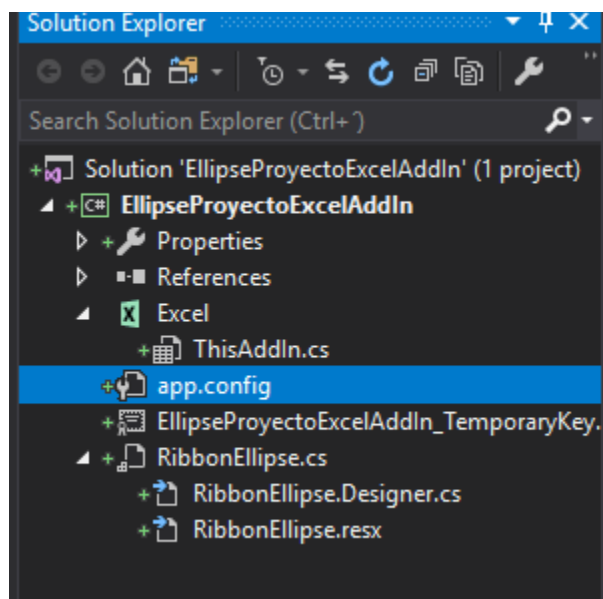 Solution Explorer
Search Solution Explorer (Ctrl+´)
Solution 'EllipseProyectoExcelAddIn' (1 project)
C# EllipseProyectoExcelAddIn
Properties
References
Excel
ThisAddIn.cs
app.config
EllipseProyectoExcelAddIn_TemporaryKey.
RibbonEllipse.cs
RibbonEllipse.Designer.cs
RibbonEllipse.resx